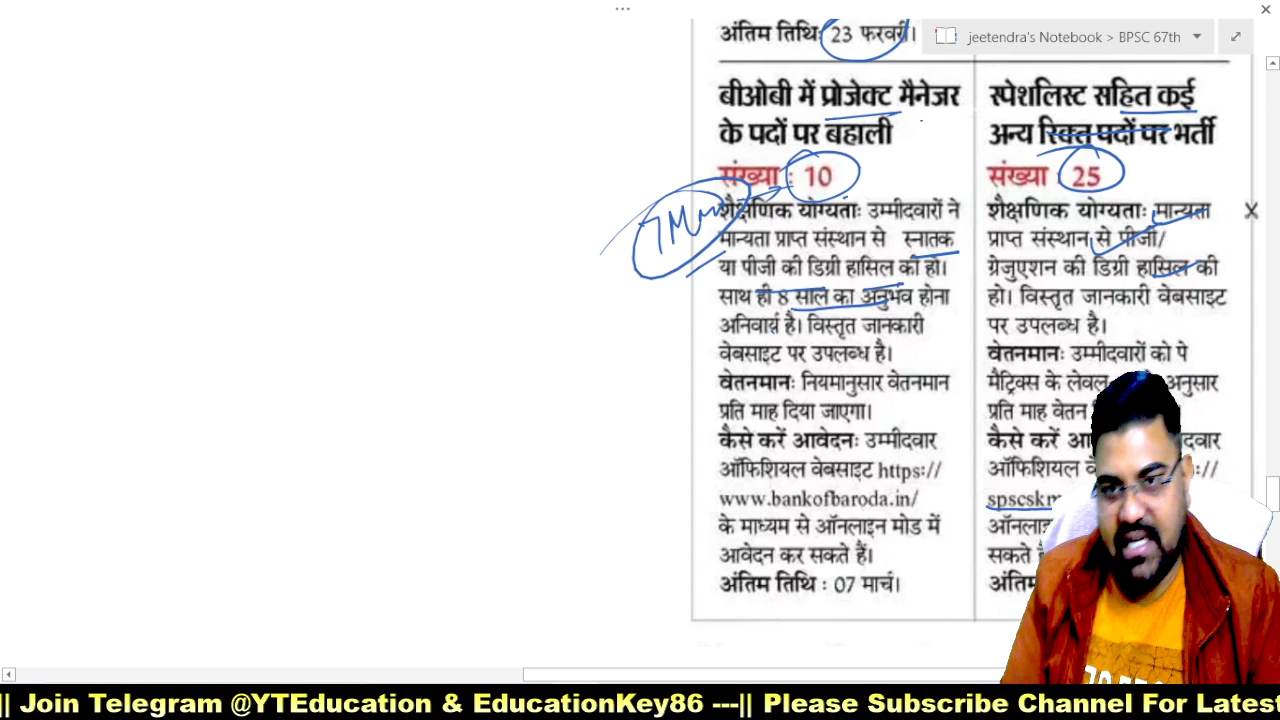 अंतिम तिथिः 23 फरवरी।
jeetendra's Notebook > BPSC 67th
बीओबी में प्रोजेक्ट मैनेजर
के पदों पर बहाली
संख्या : 10
शैक्षणिक योग्यताः उम्मीदवारों ने
मान्यता प्राप्त संस्थान से स्नातक
या पीजी की डिग्री हासिल की हो।
साथ ही 8 साल का अनुभव होना
अनिवार्य है। विस्तृत जानकारी
वेबसाइट पर उपलब्ध है।
वेतनमानः नियमानुसार वेतनमान
प्रति माह दिया जाएगा।
कैसे करें आवेदनः उम्मीदवार
ऑफिशियल वेबसाइट https://
www.bankofbaroda.in/
के माध्यम से ऑनलाइन मोड में
आवेदन कर सकते हैं।
अंतिम तिथि : 07 मार्च।
स्पेशलिस्ट सहित कई
अन्य रिक्त पदों पर भर्ती
संख्या : 25
शैक्षणिक योग्यताः मान्यता
प्राप्त संस्थान से पीजी/
ग्रेजुएशन की डिग्री हासिल की
हो। विस्तृत जानकारी वेबसाइट
पर उपलब्ध है।
वेतनमानः उम्मीदवारों को पे
मैट्रिक्स के लेवल अनुसार
प्रति माह वेतन
कैसे करें
ऑफिशियल
सकते
|| Join Telegram @YTEducation & EducationKey86 ---|| Please Subscribe Channel For Lates